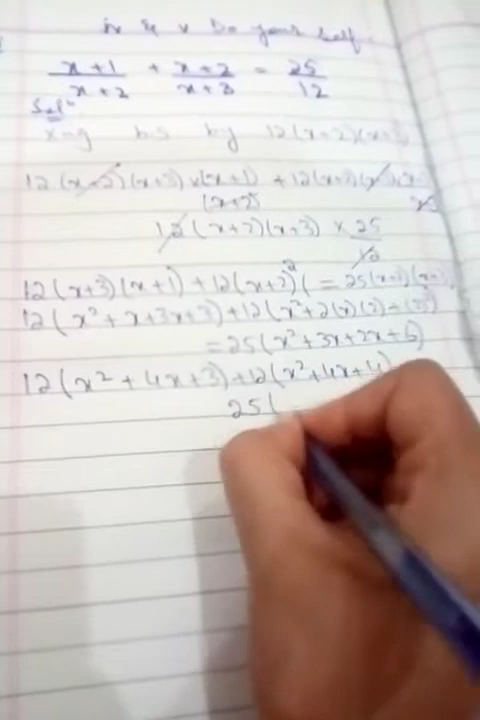 iv & v Do your self
x+1/x+2 + x+2/x+3 = 25/12
Solⁿ
x-g b.s by 12(x+2)(x+3)
12(x+2)(x+3) × (x+1)/(x+2) + 12(x+2)
12(x+2)(x+3) × 25/12
12(x+3)(x+1) + 12(x+2)² ( = 25(x+2)
12(x² + x + 3x + 3) + 12(x² + 2(x)(2) + (2)²
= 25(x² + 3x + 2x + 6)
12(x² + 4x + 3) + 12(x² + 4x + 4)
25(